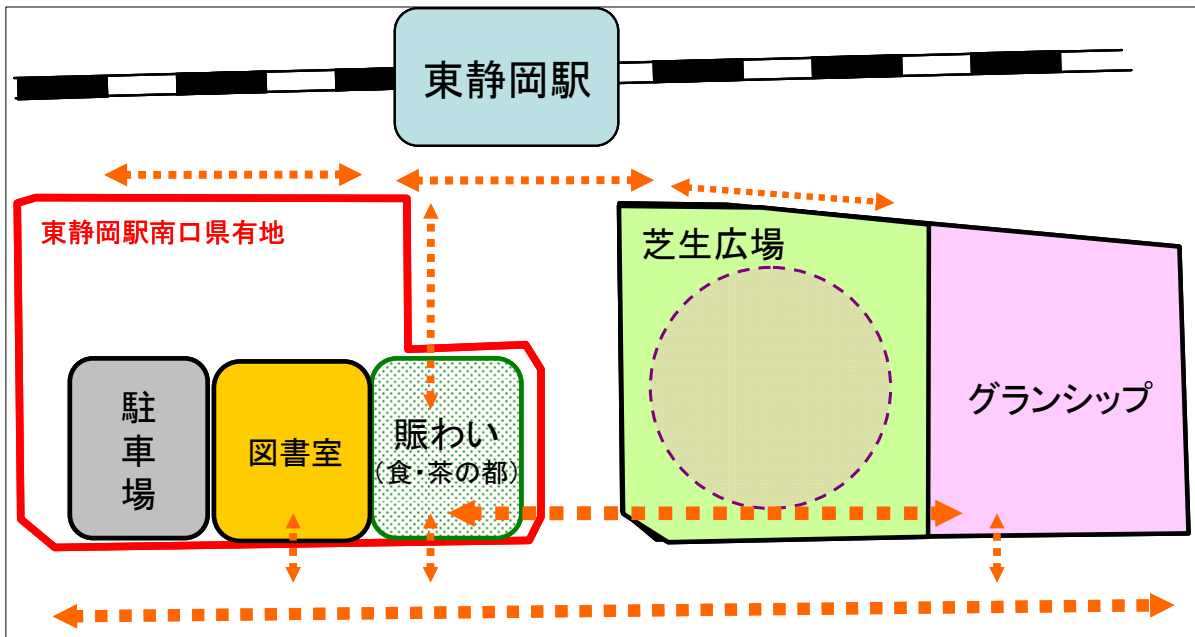 東静岡駅
東静岡駅南口県有地
芝生広場
駐車場
図書室
賑わい
(食・茶の都)
グランシップ